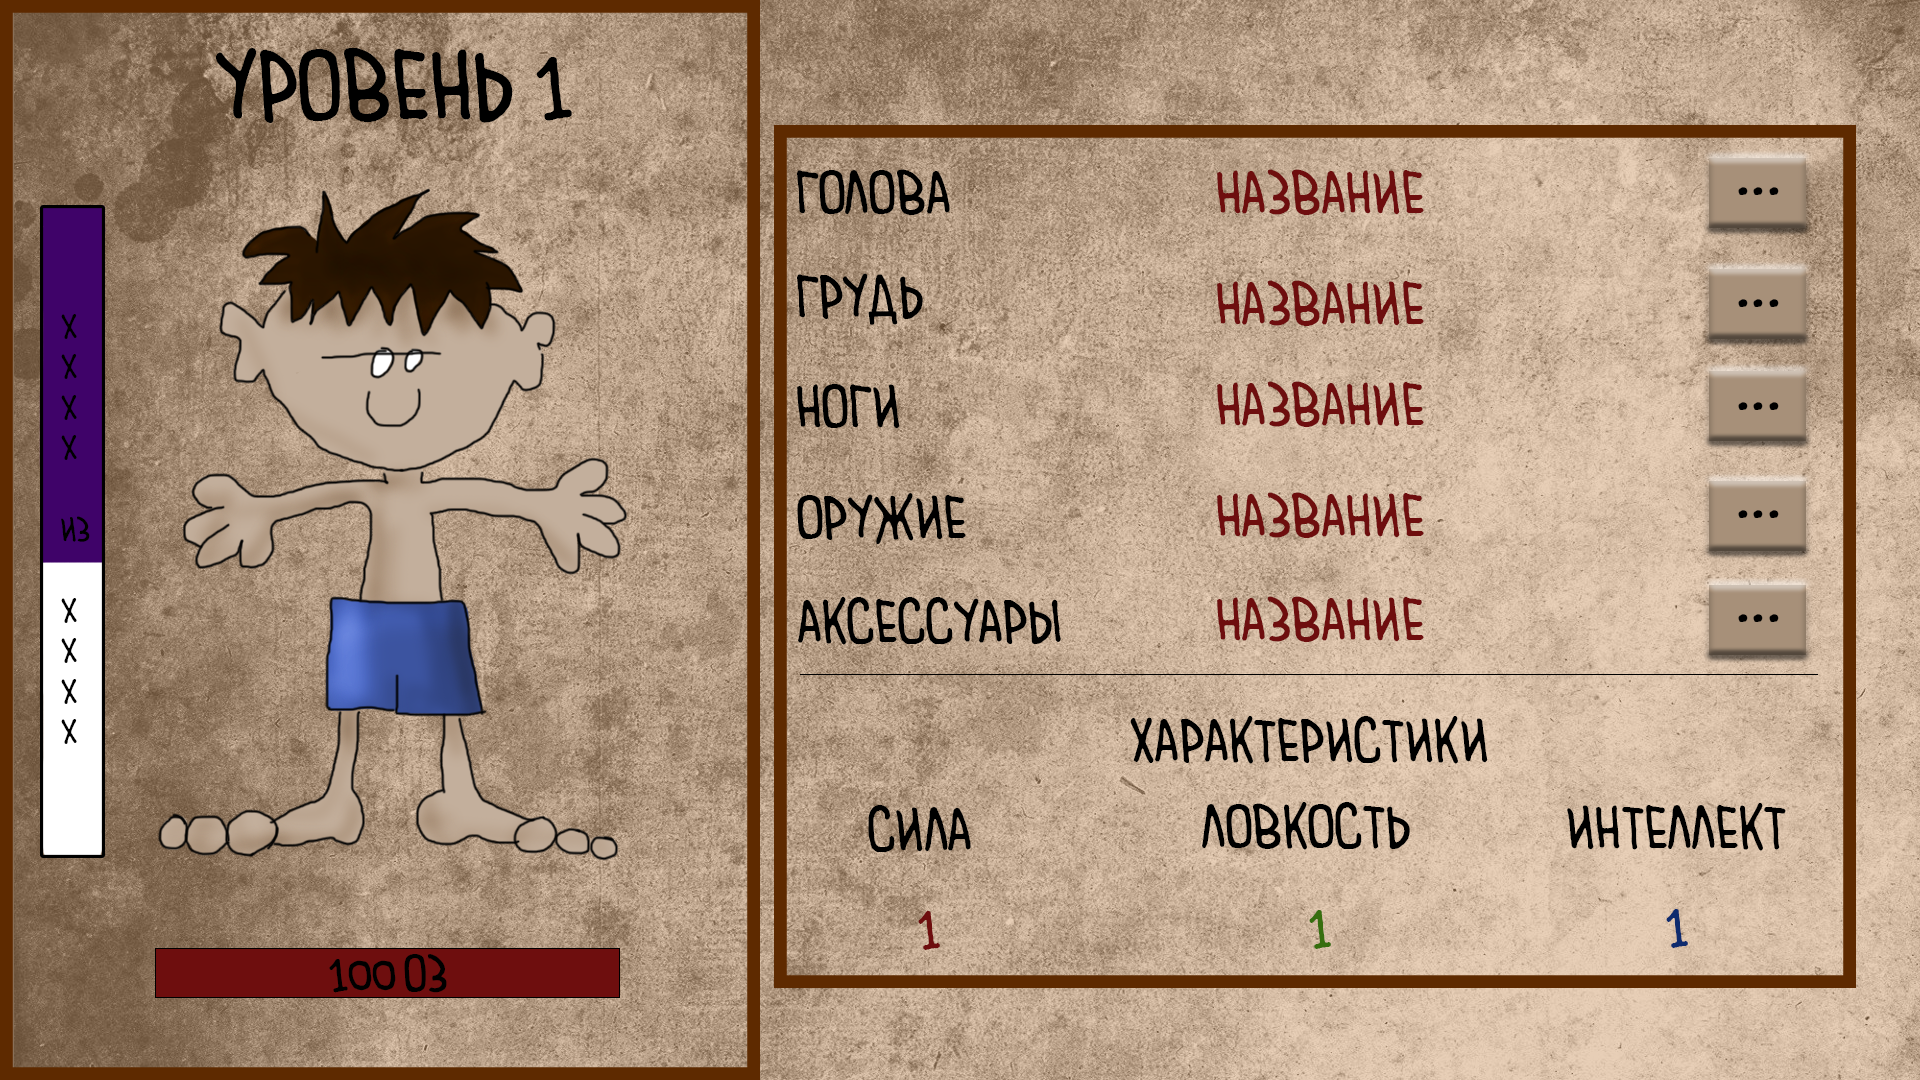 УРОВЕНЬ 1
X
X
X
X
ИЗ
X
X
X
X
100 ОЗ
ГОЛОВА НАЗВАНИЕ ...
ГРУДЬ НАЗВАНИЕ ...
НОГИ НАЗВАНИЕ ...
ОРУЖИЕ НАЗВАНИЕ ...
АКСЕССУАРЫ НАЗВАНИЕ ...
ХАРАКТЕРИСТИКИ
СИЛА ЛОВКОСТЬ ИНТЕЛЛЕКТ
1 1 1